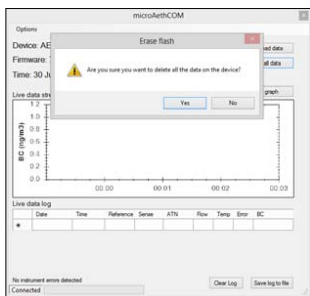 microAethCOM
Options
Device: AE
Firmware:
Time: 30 Ju
Erase flash
Are you sure you want to delete all the data on the device?
Yes
No
ad data
all data
graph
Live data stre
BC (ng/m3)
1.2
1.0
0.8
0.6
0.4
0.2
0.0
00:00
00:01
00:02
00:03
Live data log
Date Time Reference Sense ATN Flow Temp Error BC
No instrument errors detected
Clear Log
Save log to file
Connected